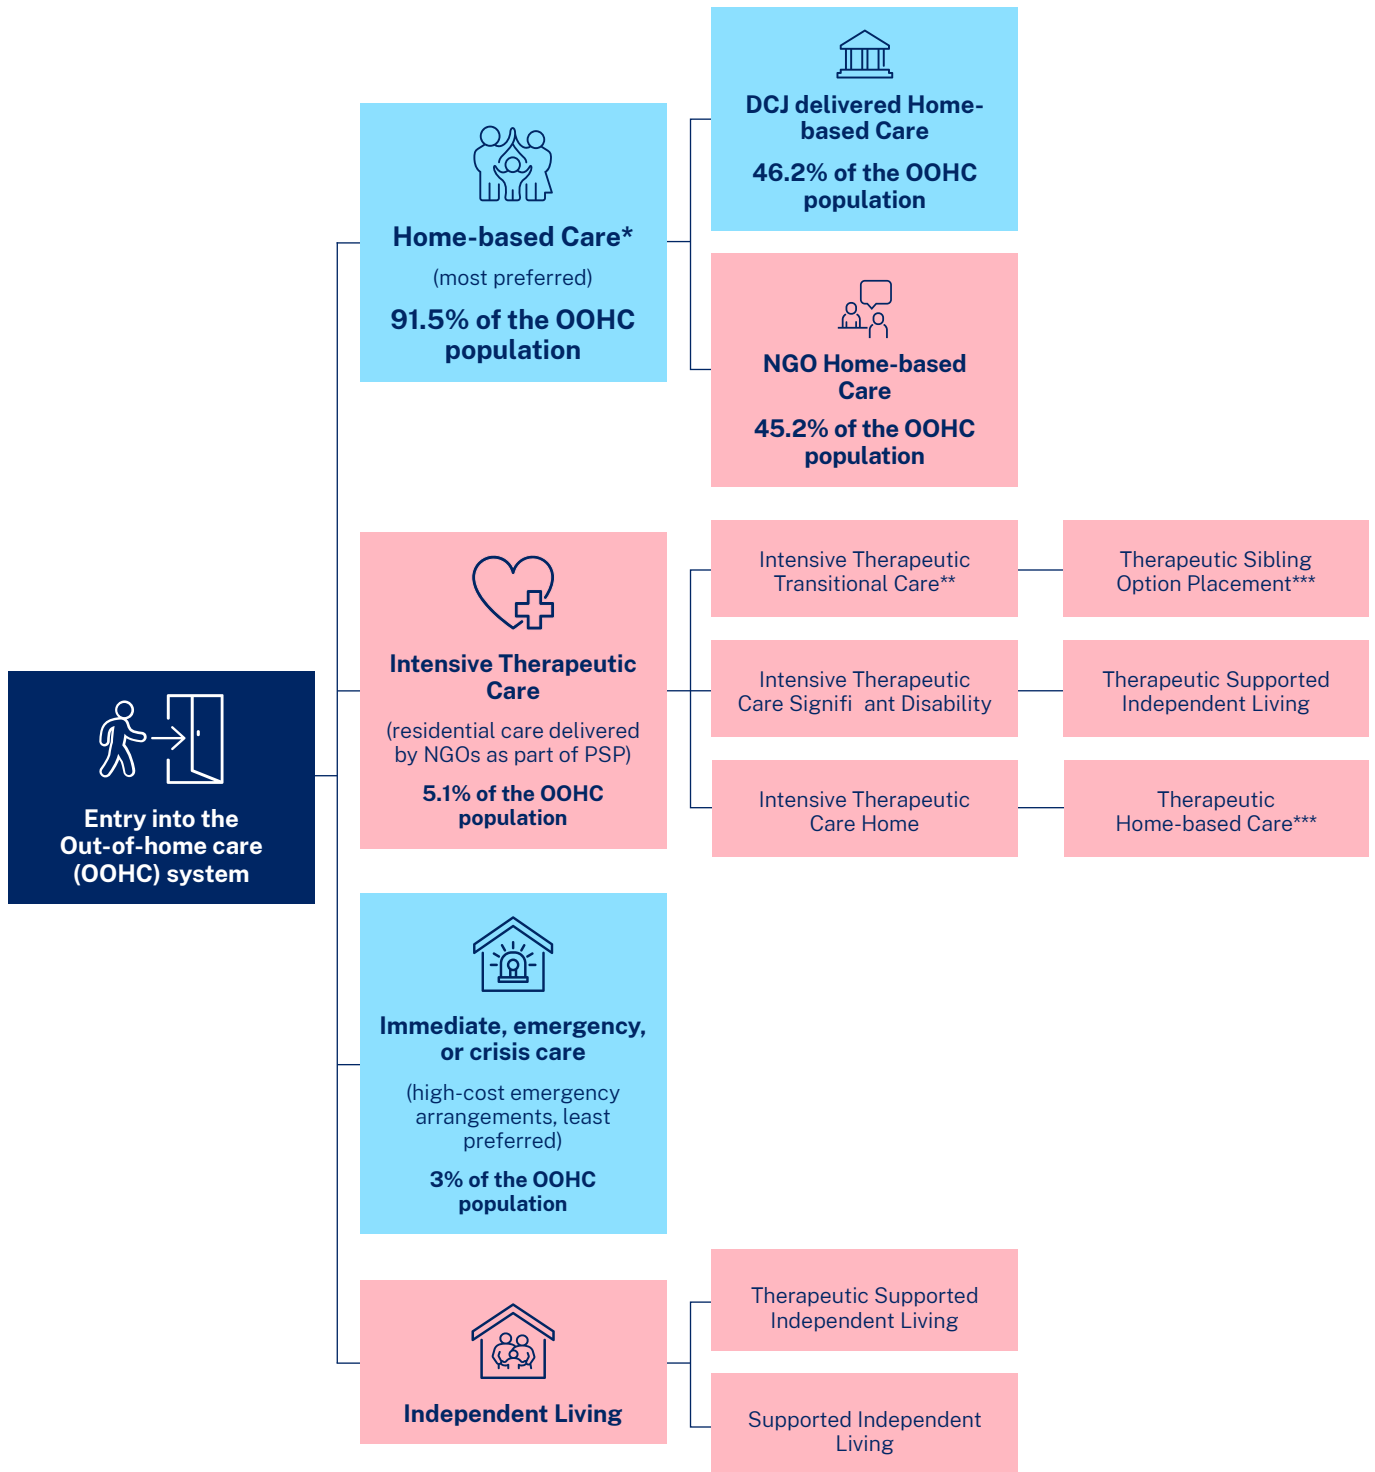 Entry into the
Out-of-home care
(OOHC) system
Home-based Care*
(most preferred)
91.5% of the OOHC
population
DCJ delivered Home-
based Care
46.2% of the OOHC
population
NGO Home-based
Care
45.2% of the OOHC
population
Intensive Therapeutic
Care
(residential care delivered
by NGOs as part of PSP)
5.1% of the OOHC
population
Intensive Therapeutic
Transitional Care**
Therapeutic Sibling
Option Placement***
Intensive Therapeutic
Care Signifi ant Disability
Therapeutic Supported
Independent Living
Intensive Therapeutic
Care Home
Therapeutic
Home-based Care***
Immediate, emergency,
or crisis care
(high-cost emergency
arrangements, least
preferred)
3% of the OOHC
population
Independent Living
Therapeutic Supported
Independent Living
Supported Independent
Living